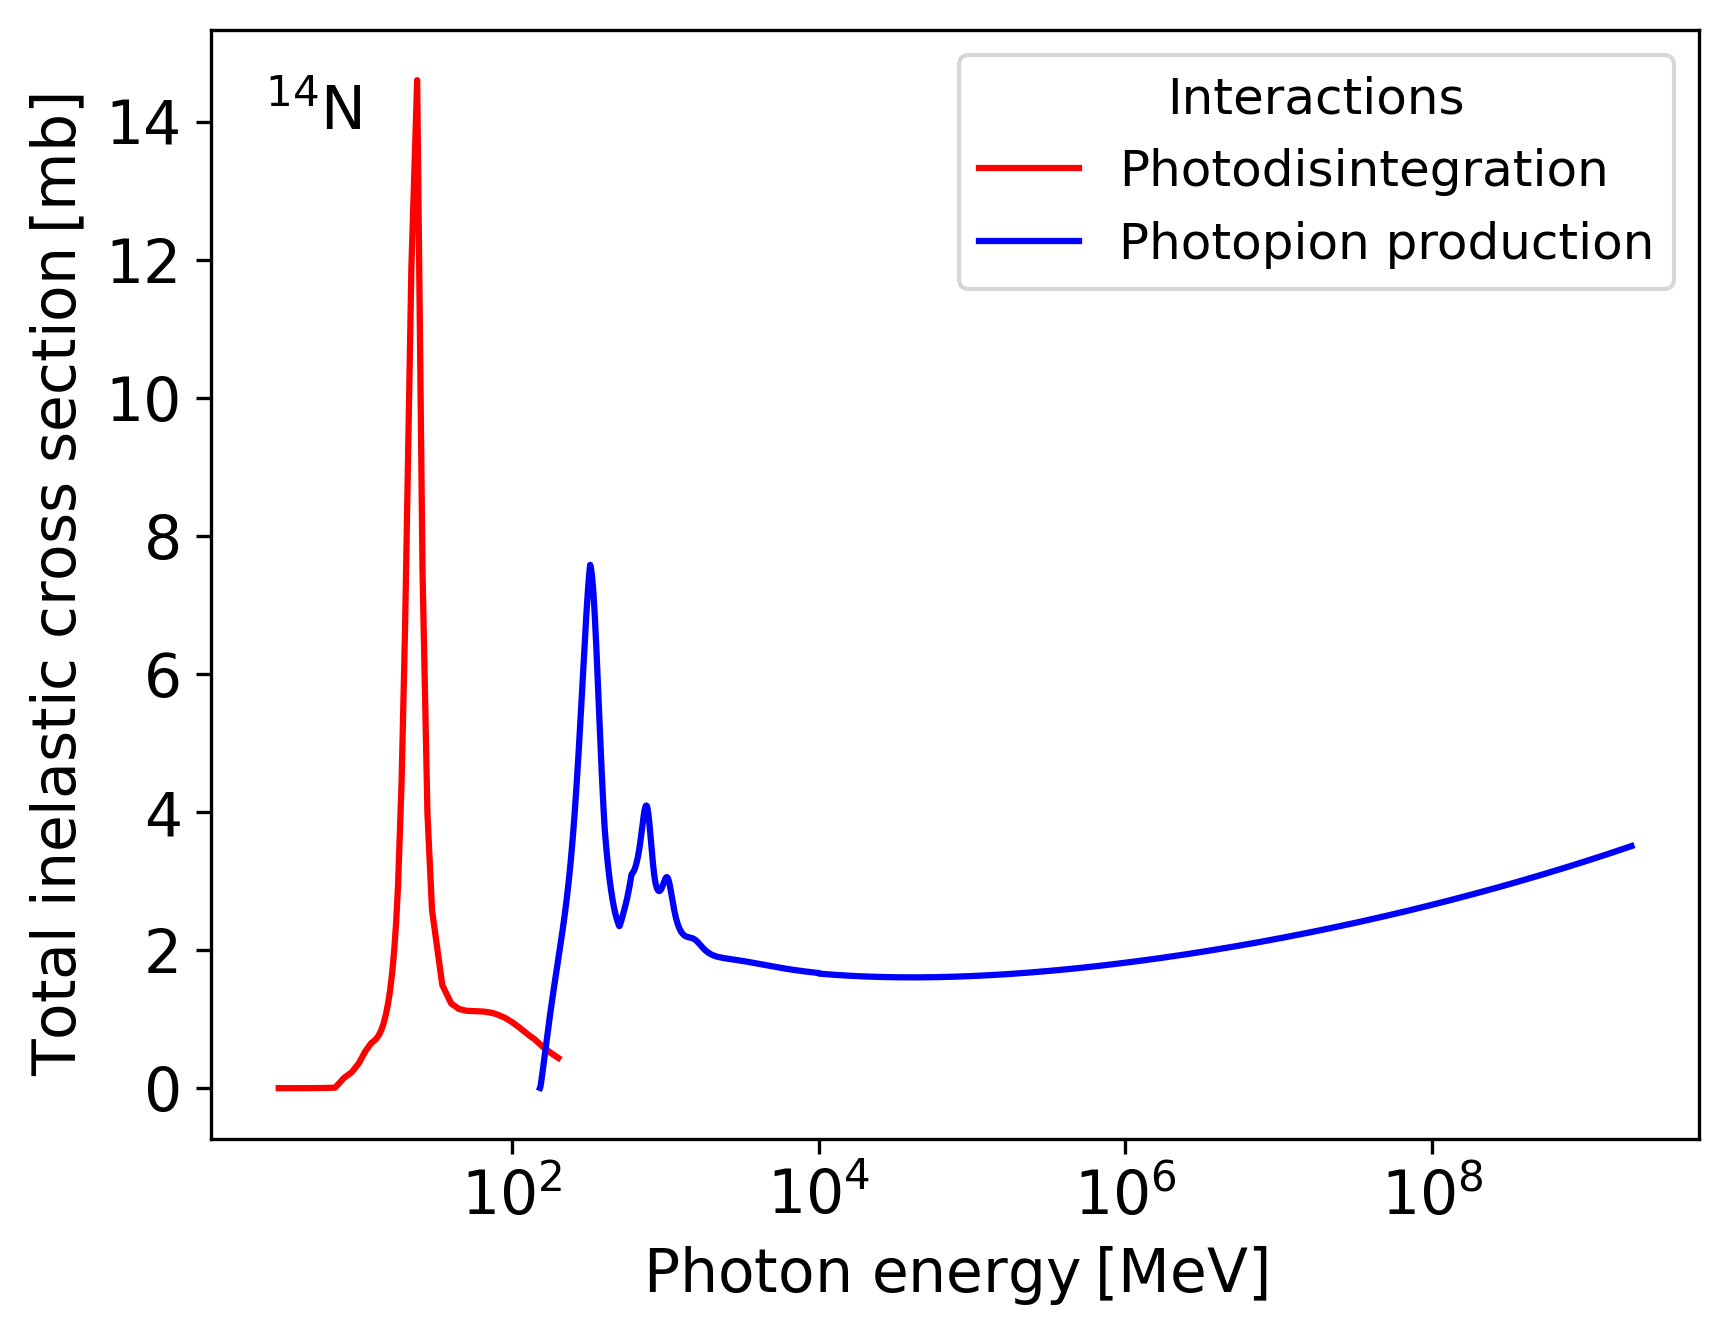 ¹⁴N
Interactions
Photodisintegration
Photopion production
Total inelastic cross section [mb]
14
12
10
8
6
4
2
0
10² 10⁴ 10⁶ 10⁸
Photon energy [MeV]